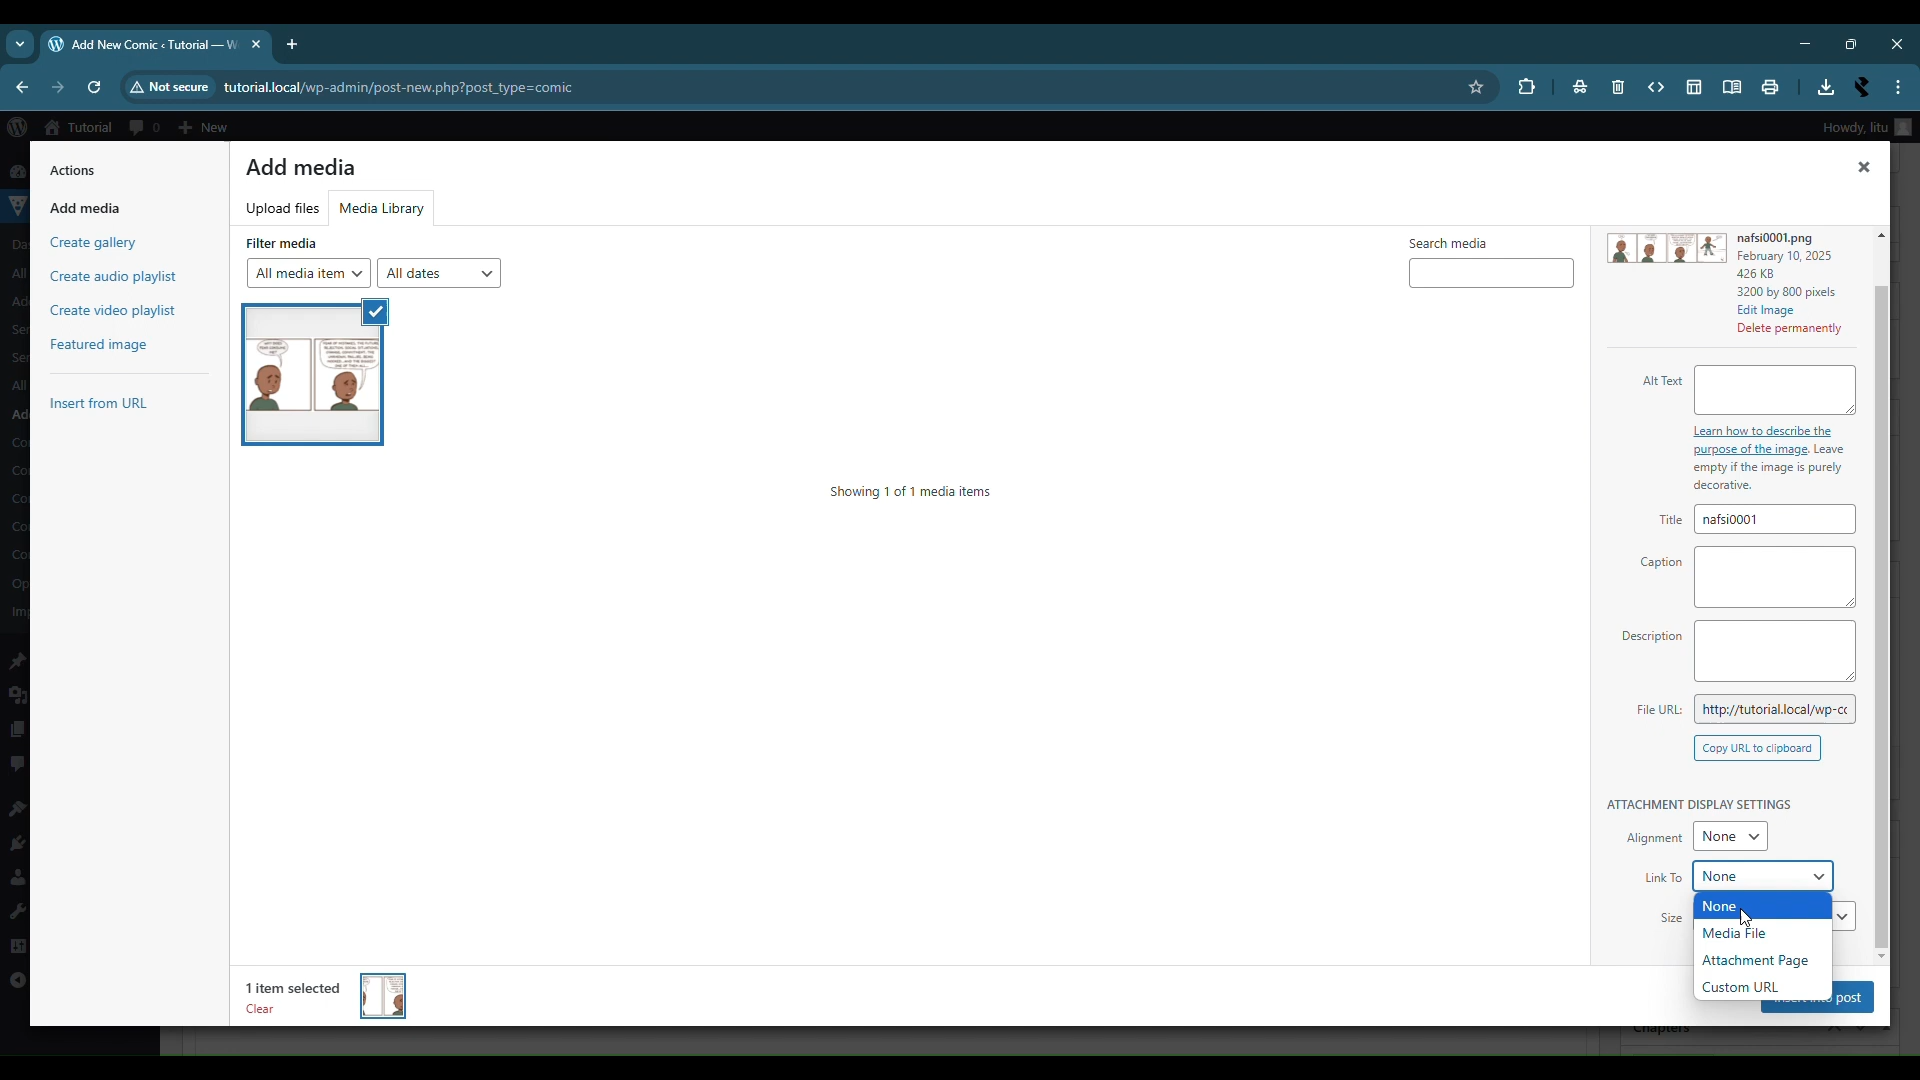 Add New Comic ‹ Tutorial — W
Not secure
tutorial.local/wp-admin/post-new.php?post_type=comic
Tutorial
0
New
Howdy, litu
Actions
Add media
Create gallery
Create audio playlist
Create video playlist
Featured image
Insert from URL
Add media
Upload files
Media Library
Filter media
All media item
All dates
Search media
Showing 1 of 1 media items
1 item selected
Clear
nafsi0001.png
February 10, 2025
426 KB
3200 by 800 pixels
Edit Image
Delete permanently
Alt Text
Learn how to describe the
purpose of the image. Leave
empty if the image is purely
decorative.
Title
nafsi0001
Caption
Description
File URL:
http://tutorial.local/wp-cc
Copy URL to clipboard
ATTACHMENT DISPLAY SETTINGS
Alignment
None
Link To
None
None
Size
Media File
Attachment Page
Custom URL
post
Chapters